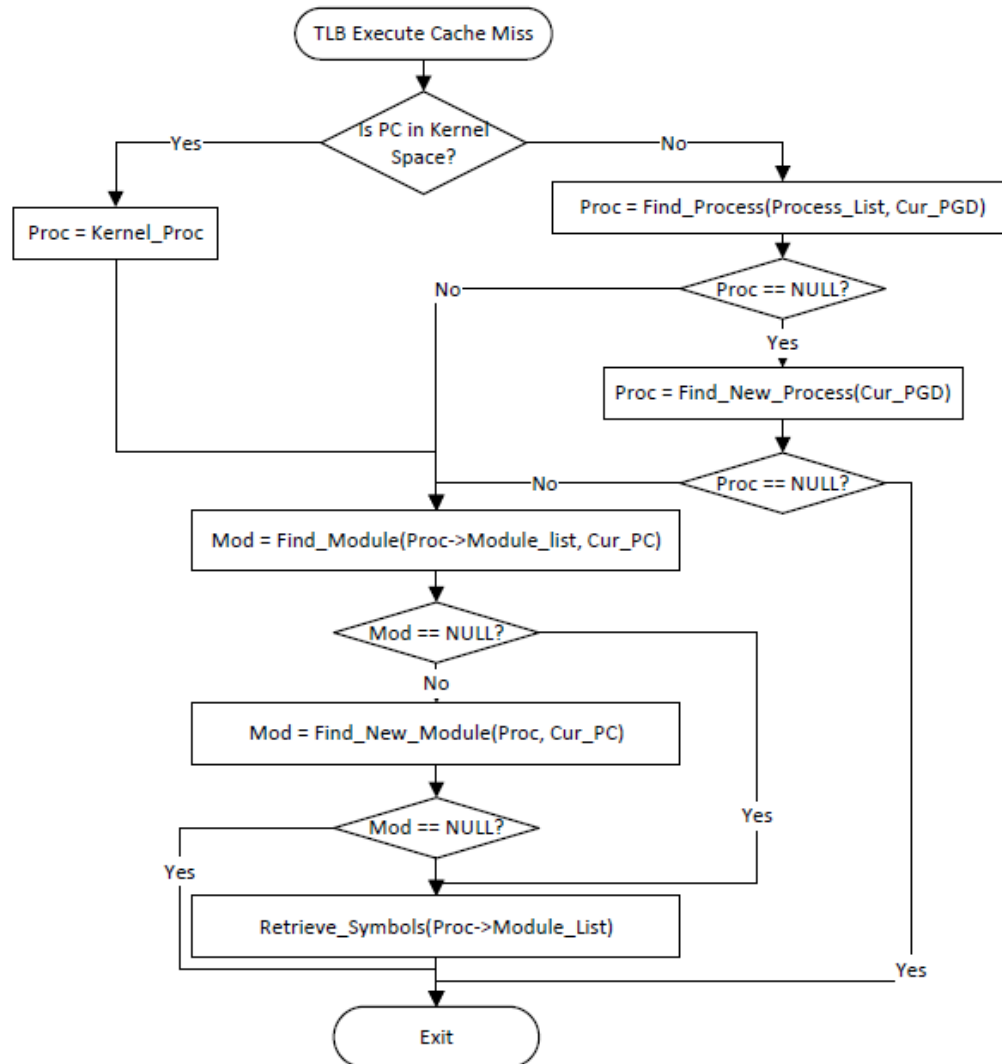 TLB Execute Cache Miss
Is PC in Kernel
Space?
Yes
No
Proc = Kernel_Proc
Proc = Find_Process(Process_List, Cur_PGD)
No
Proc == NULL?
Yes
Proc = Find_New_Process(Cur_PGD)
No
Proc == NULL?
Mod = Find_Module(Proc->Module_list, Cur_PC)
Mod == NULL?
No
Mod = Find_New_Module(Proc, Cur_PC)
Mod == NULL?
Yes
Yes
Retrieve_Symbols(Proc->Module_List)
Yes
Exit